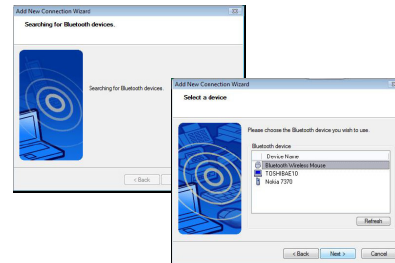 Add New Connection Wizard
Searching for Bluetooth devices.
Searching for Bluetooth devices.
< Back
Add New Connection Wizard
Select a device
Please choose the Bluetooth device you wish to use.
Bluetooth device
Device Name
Bluetooth Wireless Mouse
TOSHIBAE10
Nokia 7370
Refresh
< Back
Next >
Cancel